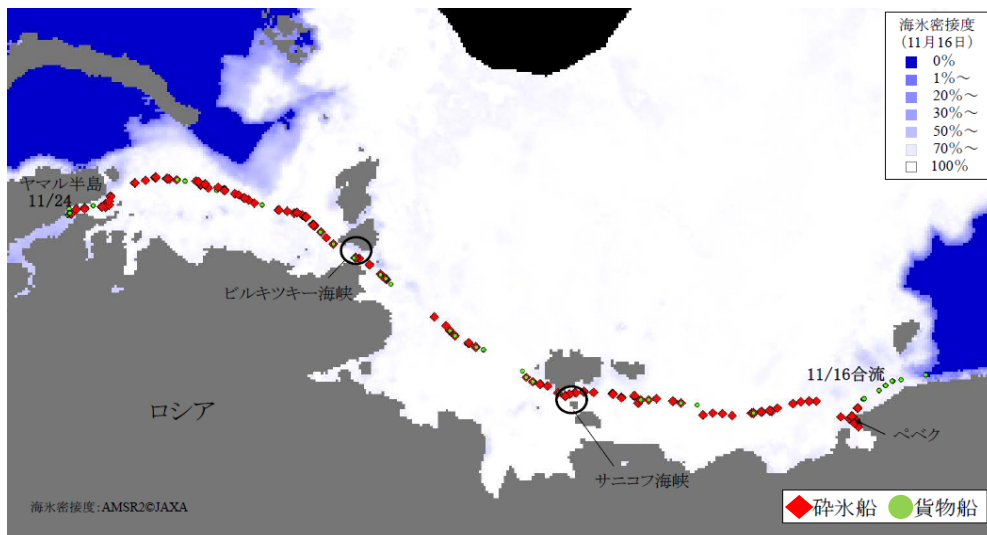 海氷密接度
(11月16日)
0%
1%～
20%～
30%～
50%～
70%～
100%
ヤマル半島
11/24
ビルキツキー海峡
11/16合流
ロシア
ペベク
サニコフ海峡
海氷密接度:AMSR2©JAXA
砕氷船 貨物船